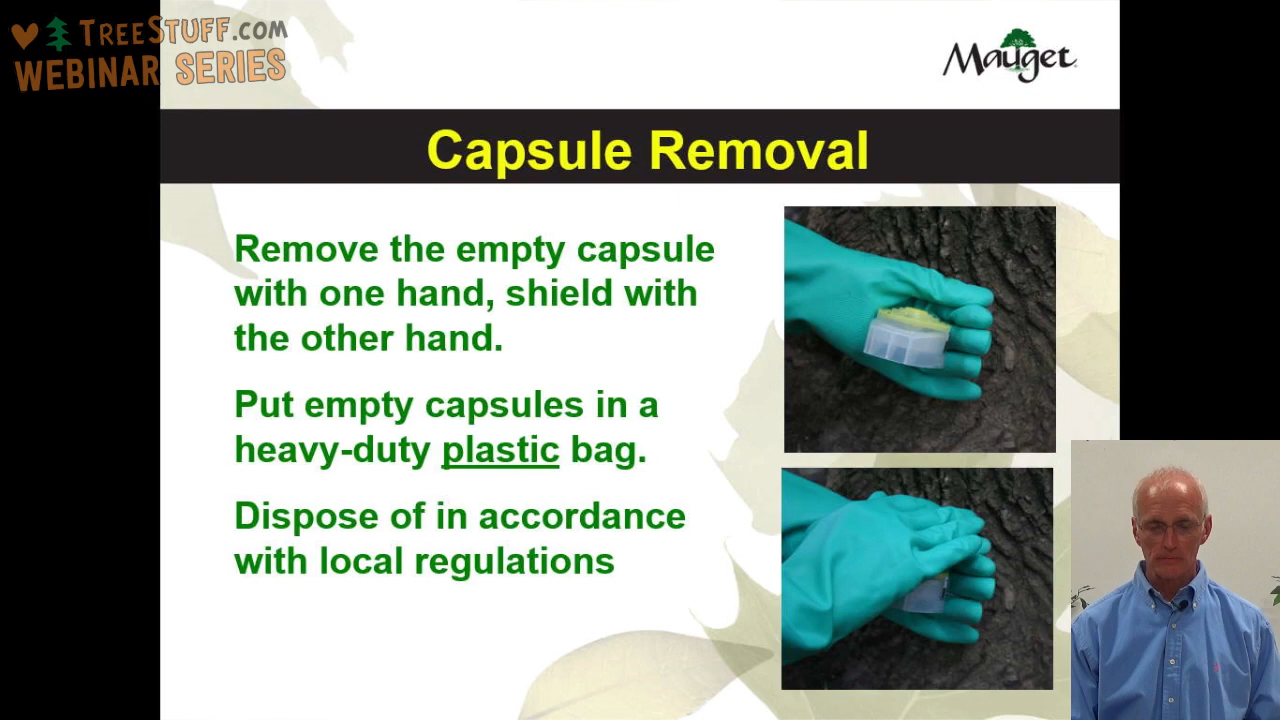 TREESTUFF.COM
WEBINAR SERIES
Mauget
Capsule Removal
Remove the empty capsule
with one hand, shield with
the other hand.
Put empty capsules in a
heavy-duty plastic bag.
Dispose of in accordance
with local regulations